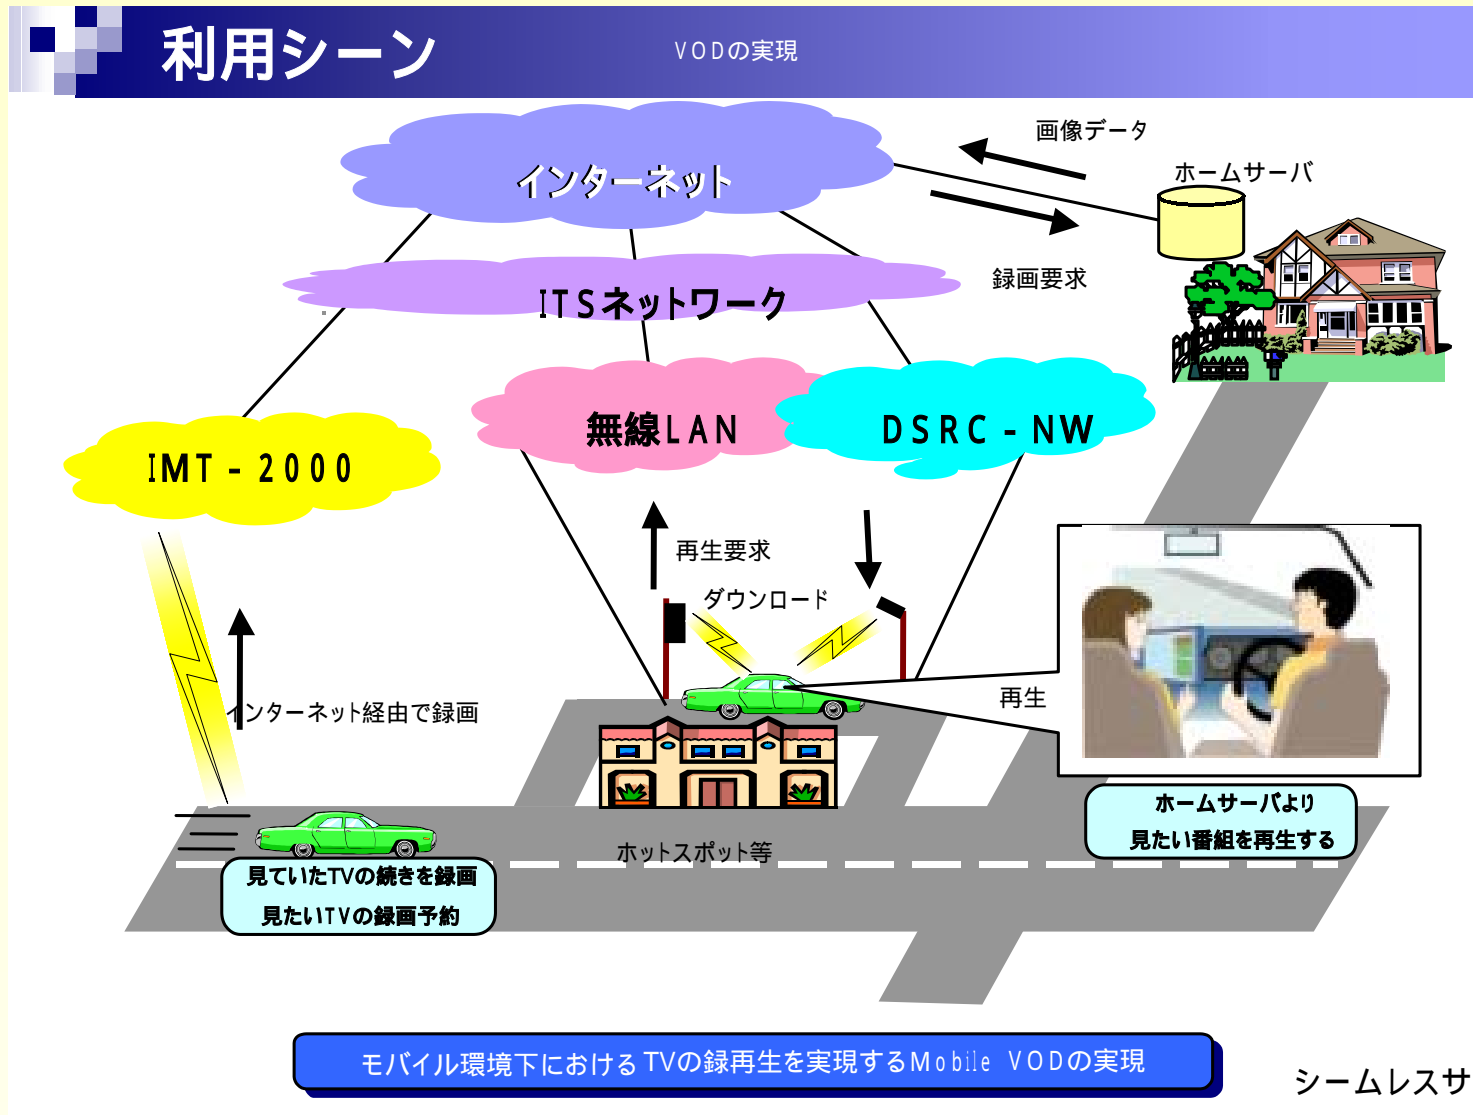 利用シーン
VODの実現
画像データ
ホームサーバ
インターネット
録画要求
ITSネットワーク
無線LAN
DSRC-NW
IMT-2000
再生要求
ダウンロード
再生
インターネット経由で録画
ホームサーバより
見たい番組を再生する
ホットスポット等
見ていたTVの続きを録画
見たいTVの録画予約
モバイル環境下におけるTVの録再生を実現するMobile VODの実現
シームレスサ